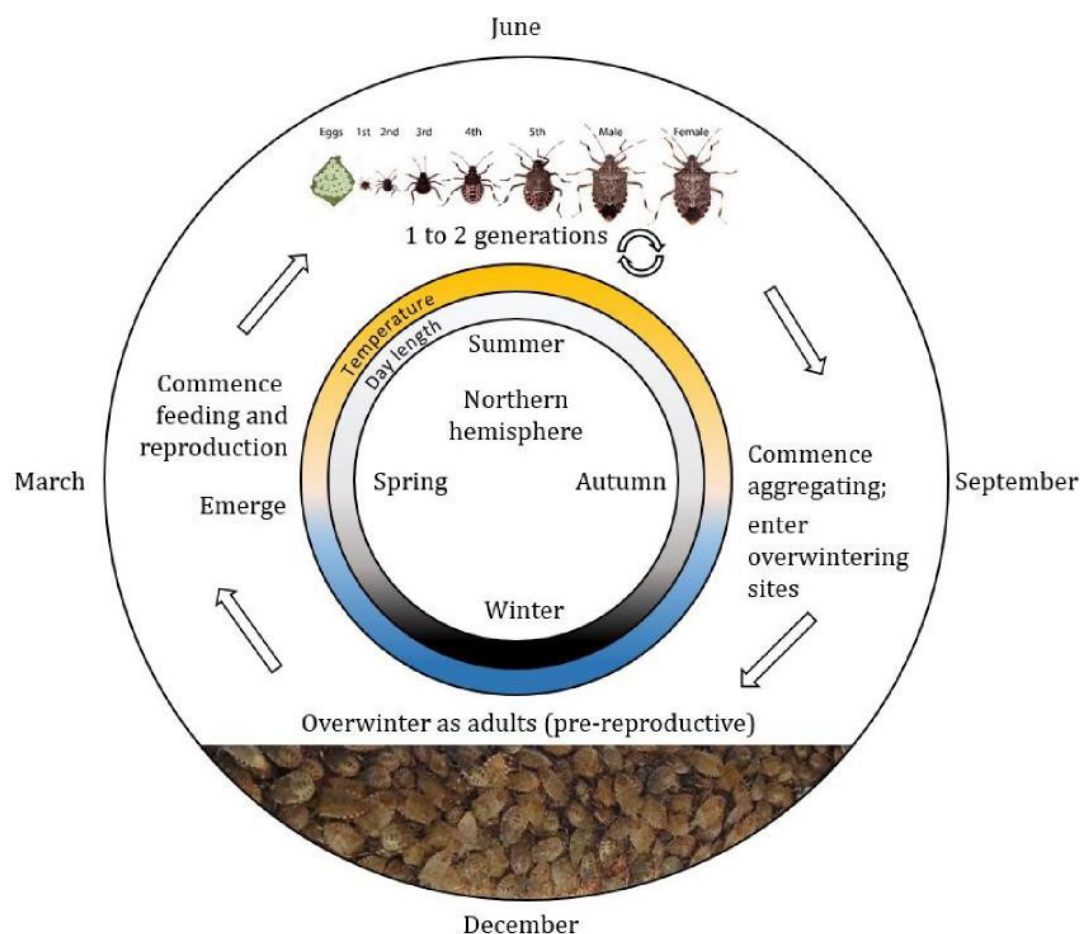 June
Eggs 1st 2nd 3rd 4th 5th Male Female
1 to 2 generations
Temperature
Day length
Summer
Northern
hemisphere
Spring
Autumn
Winter
Commence
feeding and
reproduction
Emerge
March
Commence
aggregating;
enter
overwintering
sites
September
Overwinter as adults (pre-reproductive)
December